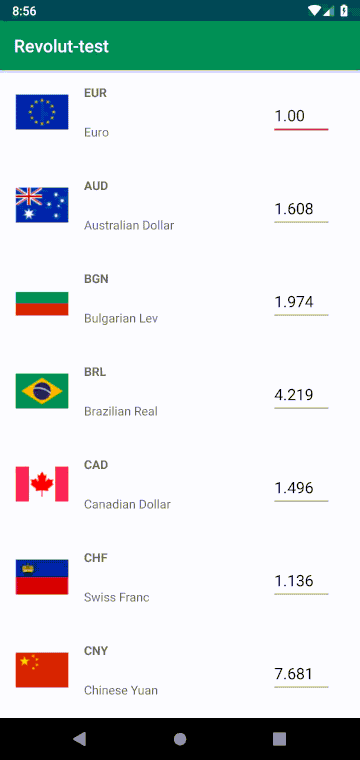 8:56
Revolut-test
EUR
1.00
Euro
AUD
1.608
Australian Dollar
BGN
1.974
Bulgarian Lev
BRL
4.219
Brazilian Real
CAD
1.496
Canadian Dollar
CHF
1.136
Swiss Franc
CNY
7.681
Chinese Yuan